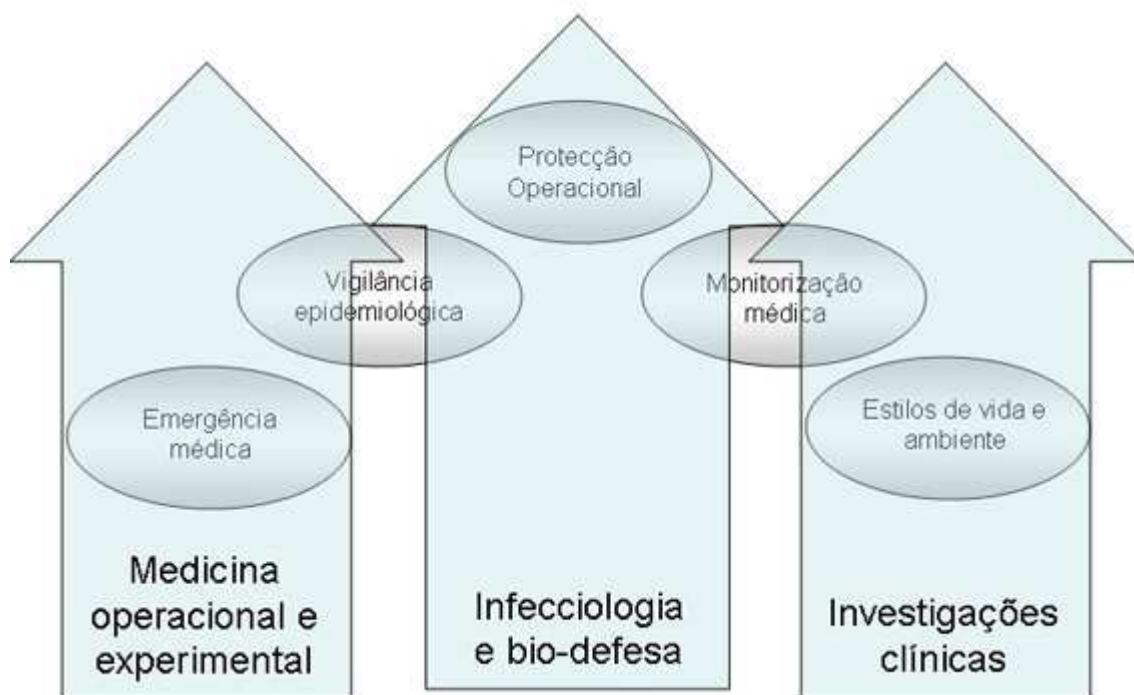 Protecção
Operacional
Vigilância
epidemiológica
Monitorização
médica
Emergência
médica
Estilos de vida e
ambiente
Medicina
operacional e
experimental
Infecciologia
e bio-defesa
Investigações
clínicas